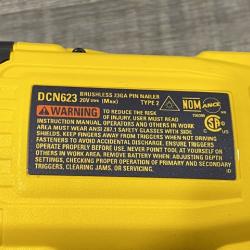 DCN623 BRUSHLESS 23GA PIN NAILER
20V (Max) TYPE 2
WARNING TO REDUCE THE RISK
OF INJURY, USER MUST READ
INSTRUCTION MANUAL. OPERATORS AND OTHERS IN WORK
AREA MUST WEAR ANSI Z87.1 SAFETY GLASSES WITH SIDE
SHIELDS. KEEP FINGERS AWAY FROM TRIGGERS WHEN NOT DRIVING
FASTENERS TO AVOID ACCIDENTAL DISCHARGE. ENSURE TRIGGERS
OPERATE PROPERLY BEFORE USE. NEVER POINT TOOL AT YOURSELF OR
OTHERS IN WORK AREA. REMOVE BATTERY WHEN ADJUSTING DEPTH
SETTINGS, CHECKING PROPER OPERATION OF PRIMARY AND SECONDARY
TRIGGERS, CLEARING JAMS, OR SERVICING.
NOM
SA
US